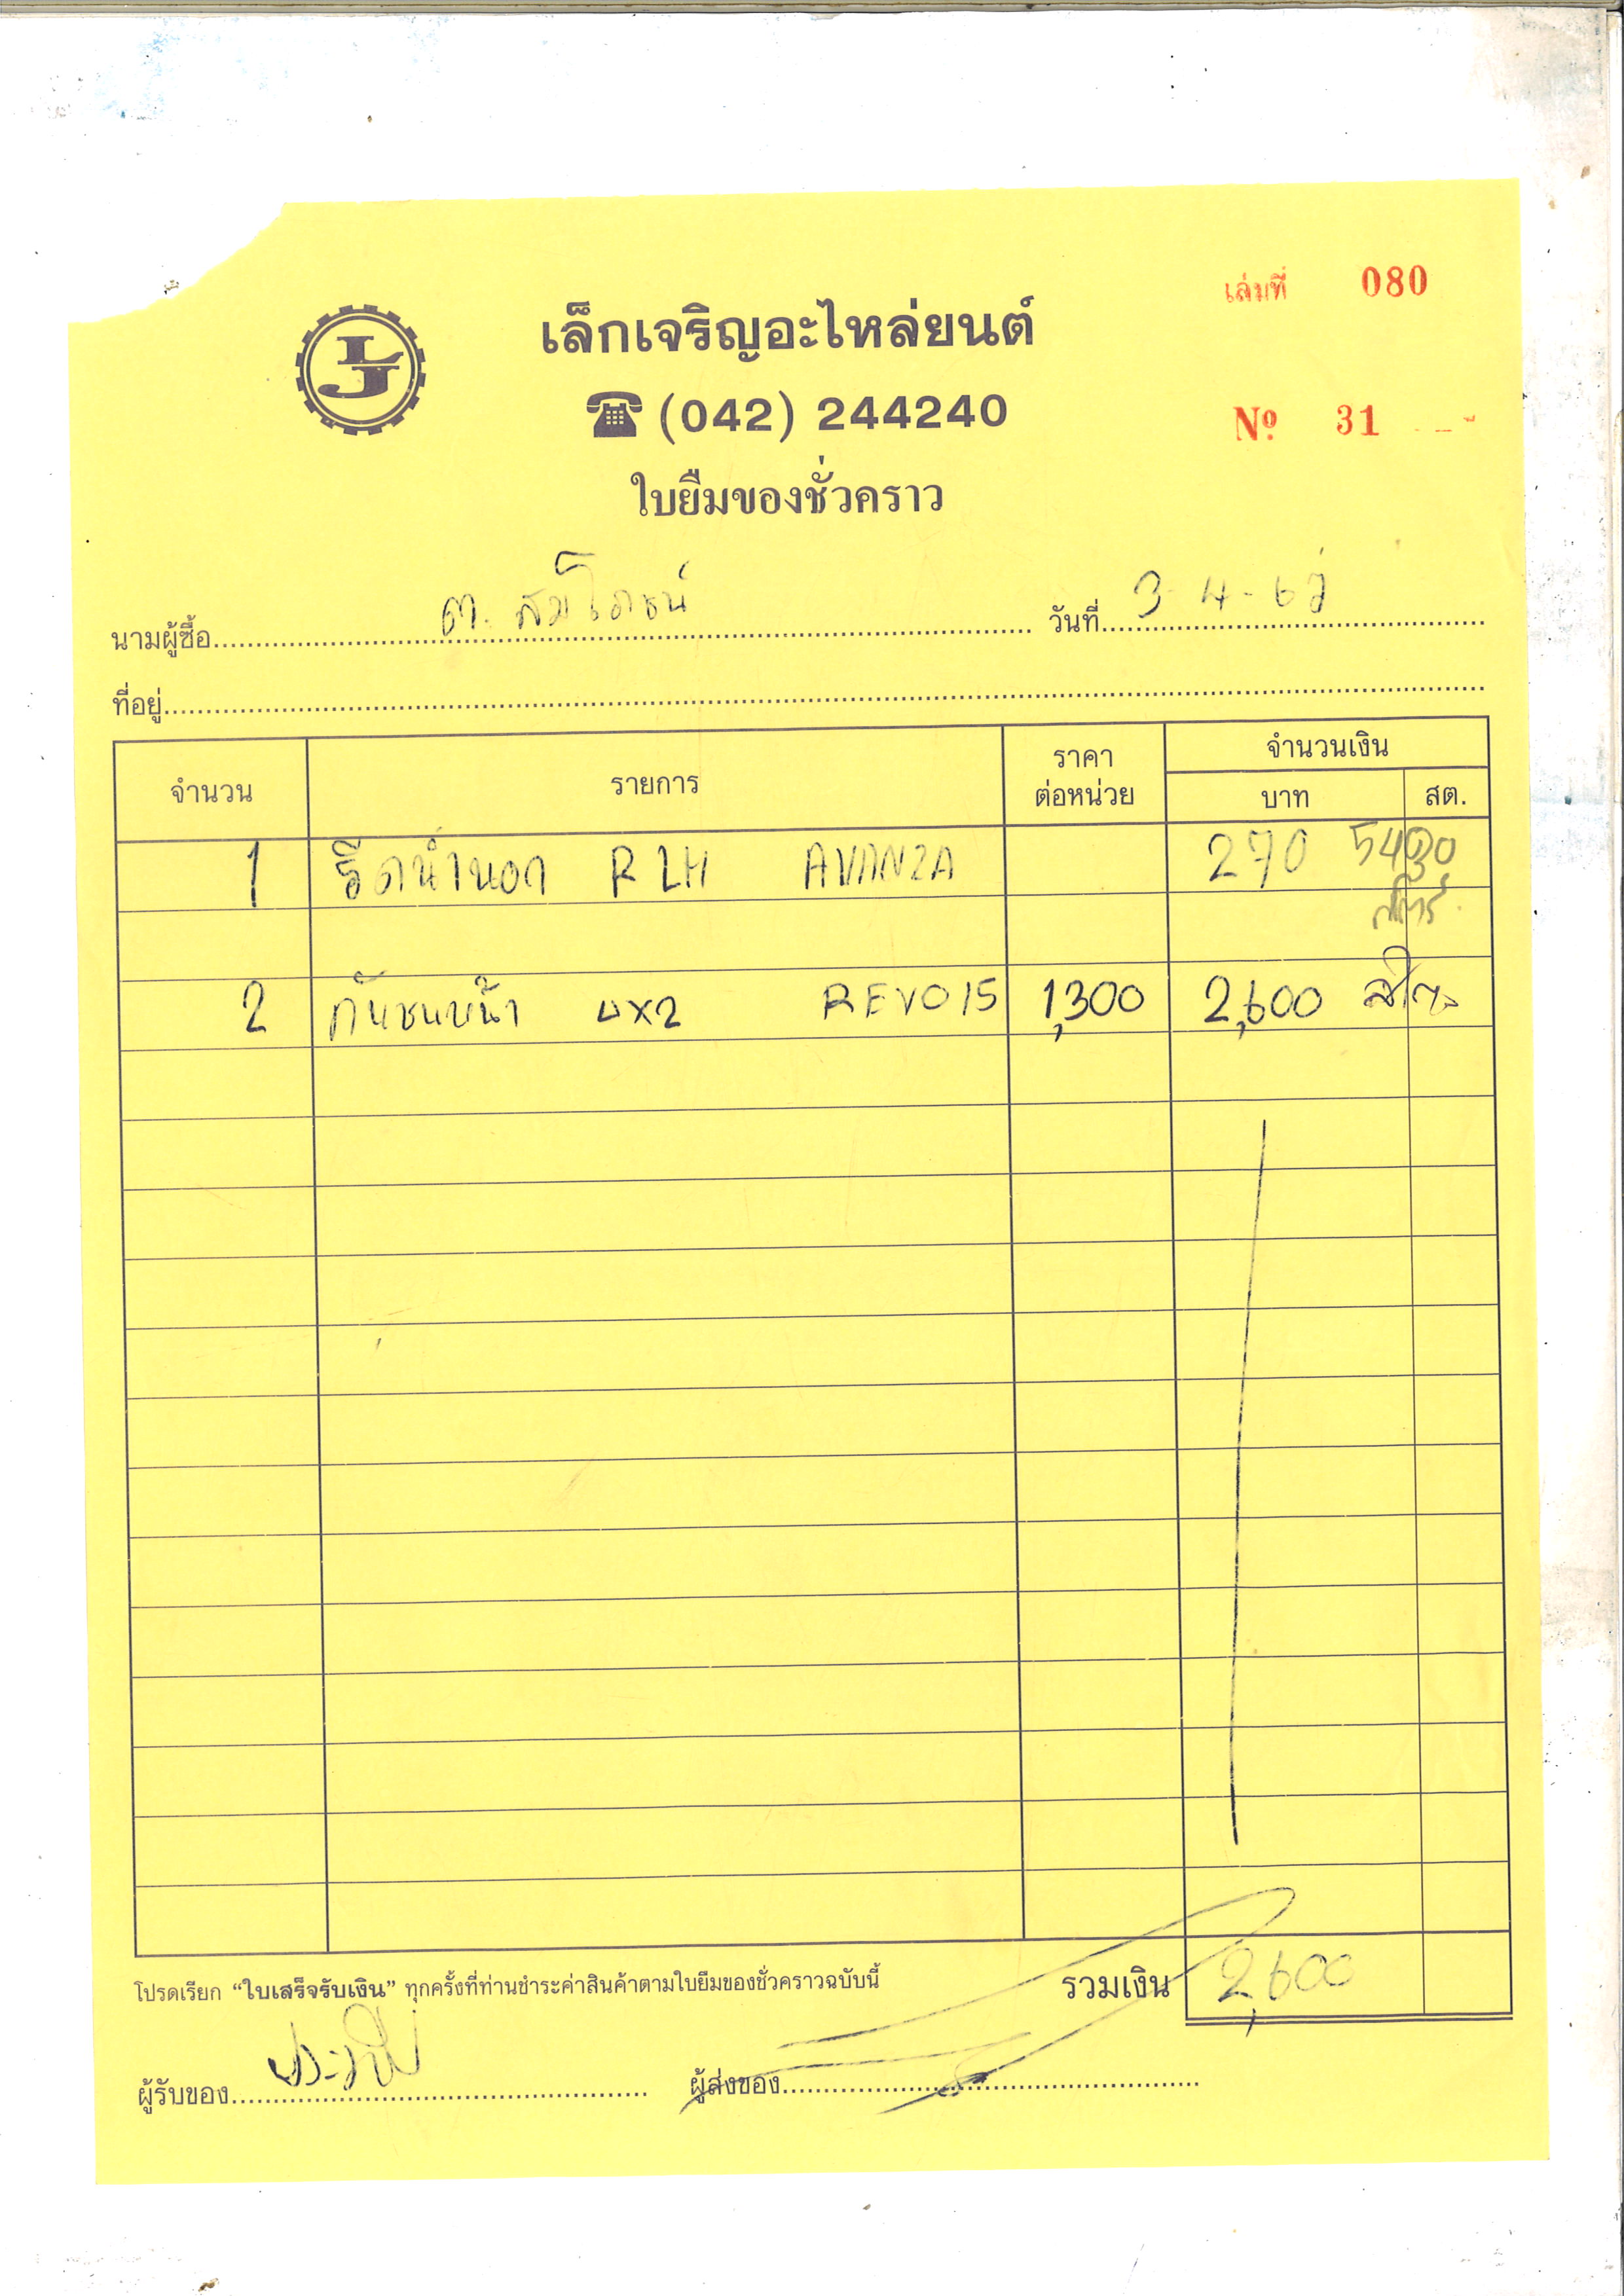 เล่มที่ 080
LJ
เล็กเจริญอะไหล่ยนต์
(042) 244240
Nº 31
ใบยืมของชั่วคราว
นามผู้ซื้อ ต. สมโภชน์ วันที่ 3-4-67
ที่อยู่
จำนวน รายการ ราคา ต่อหน่วย จำนวนเงิน
บาท สต.
1 รีดน้ำนอก R LH AVANZA 270
2 กันชนหน้า 4x2 REVO15 1,300 2,600
โปรดเรียก “ใบเสร็จรับเงิน” ทุกครั้งที่ท่านชำระค่าสินค้าตามใบยืมของชั่วคราวฉบับนี้ รวมเงิน 2,600
ผู้รับของ ผู้ส่งของ